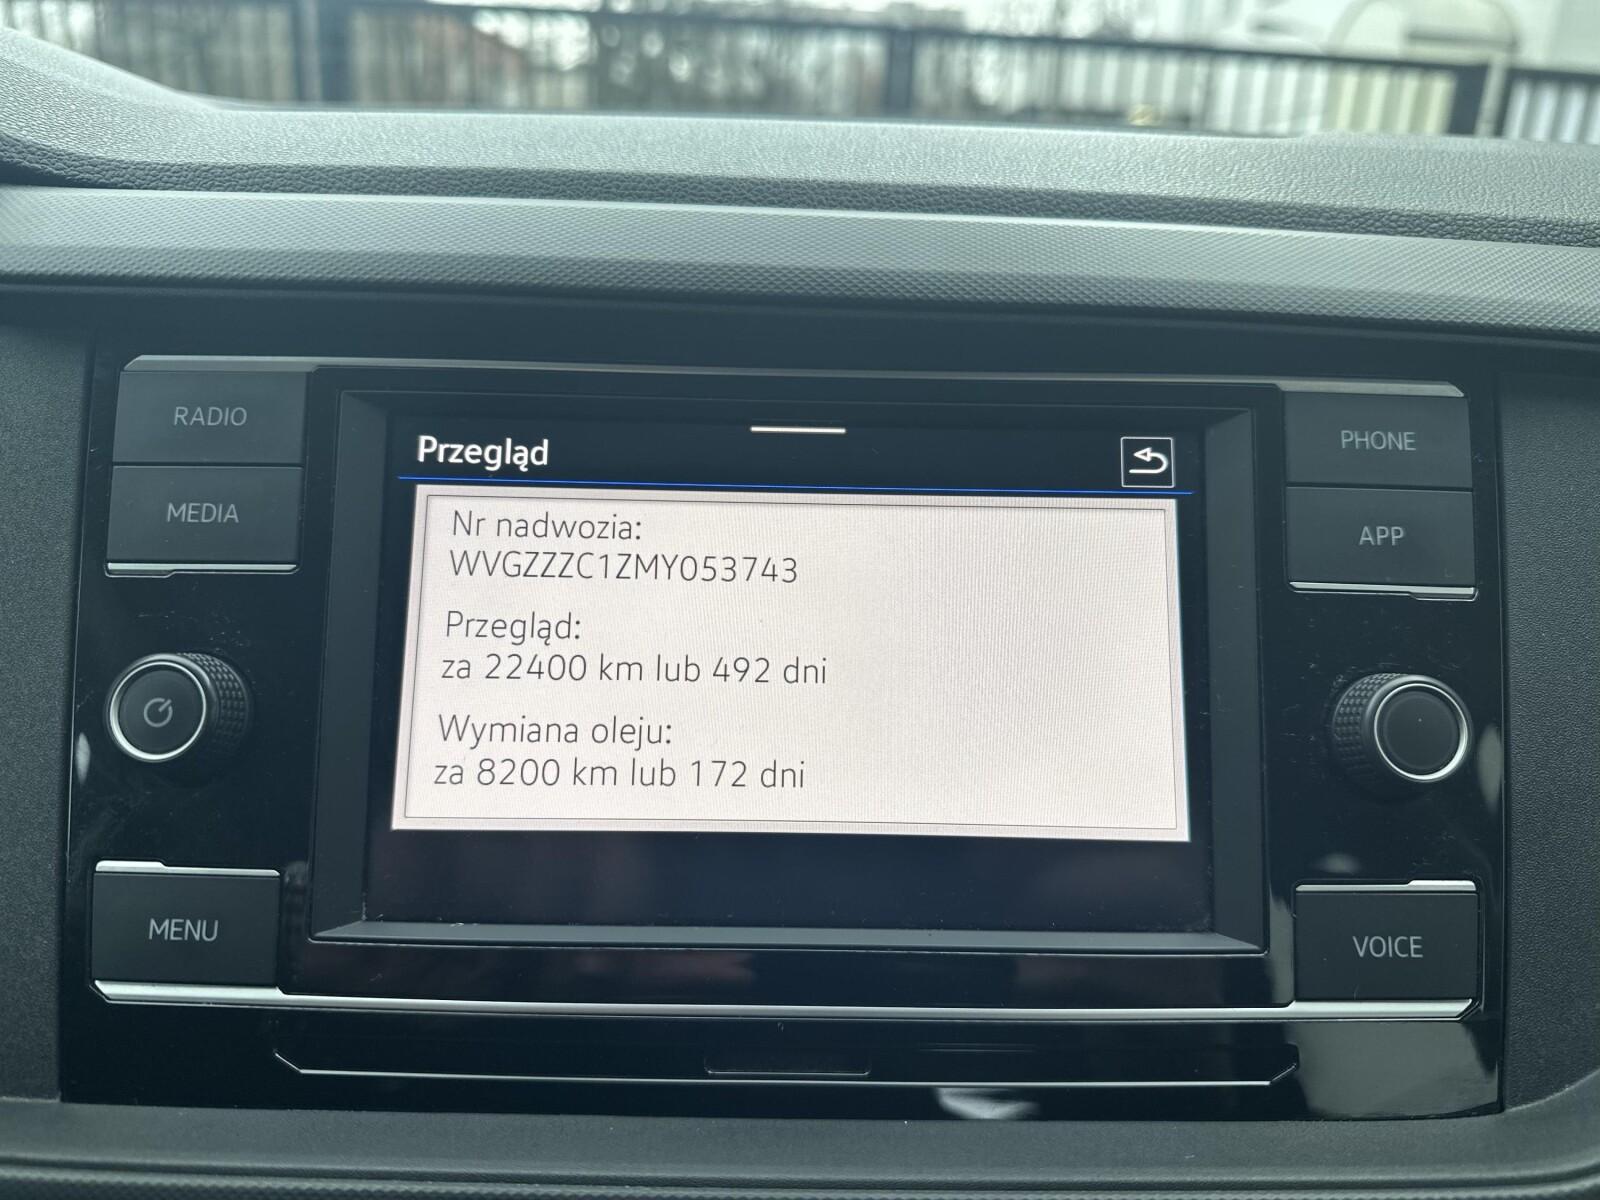 RADIO
MEDIA
MENU
Przegląd
Nr nadwozia:
WVGZZZC1ZMY053743
Przegląd:
za 22400 km lub 492 dni
Wymiana oleju:
za 8200 km lub 172 dni
PHONE
APP
VOICE